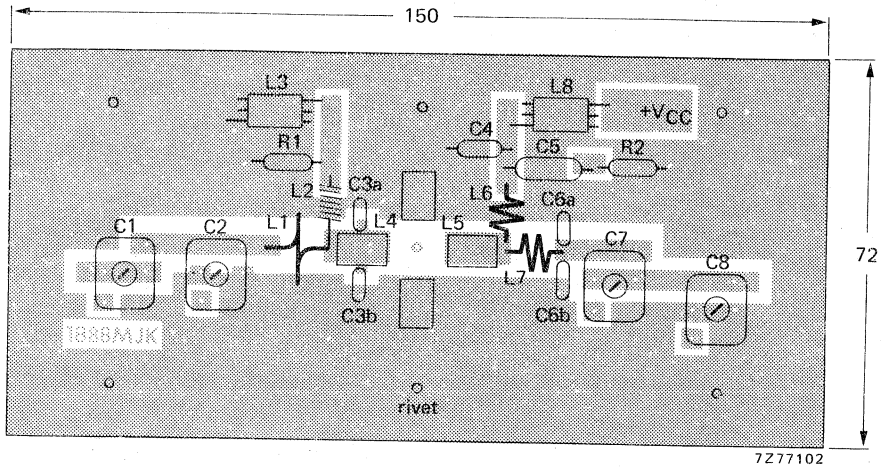 150
L3
L8
+VCC
R1
C4
C5
R2
L2
C3a
L6
C6a
C1
C2
L1
L4
L5
C7
72
L7
C8
C3b
C6b
1888MJK
rivet
7Z77102